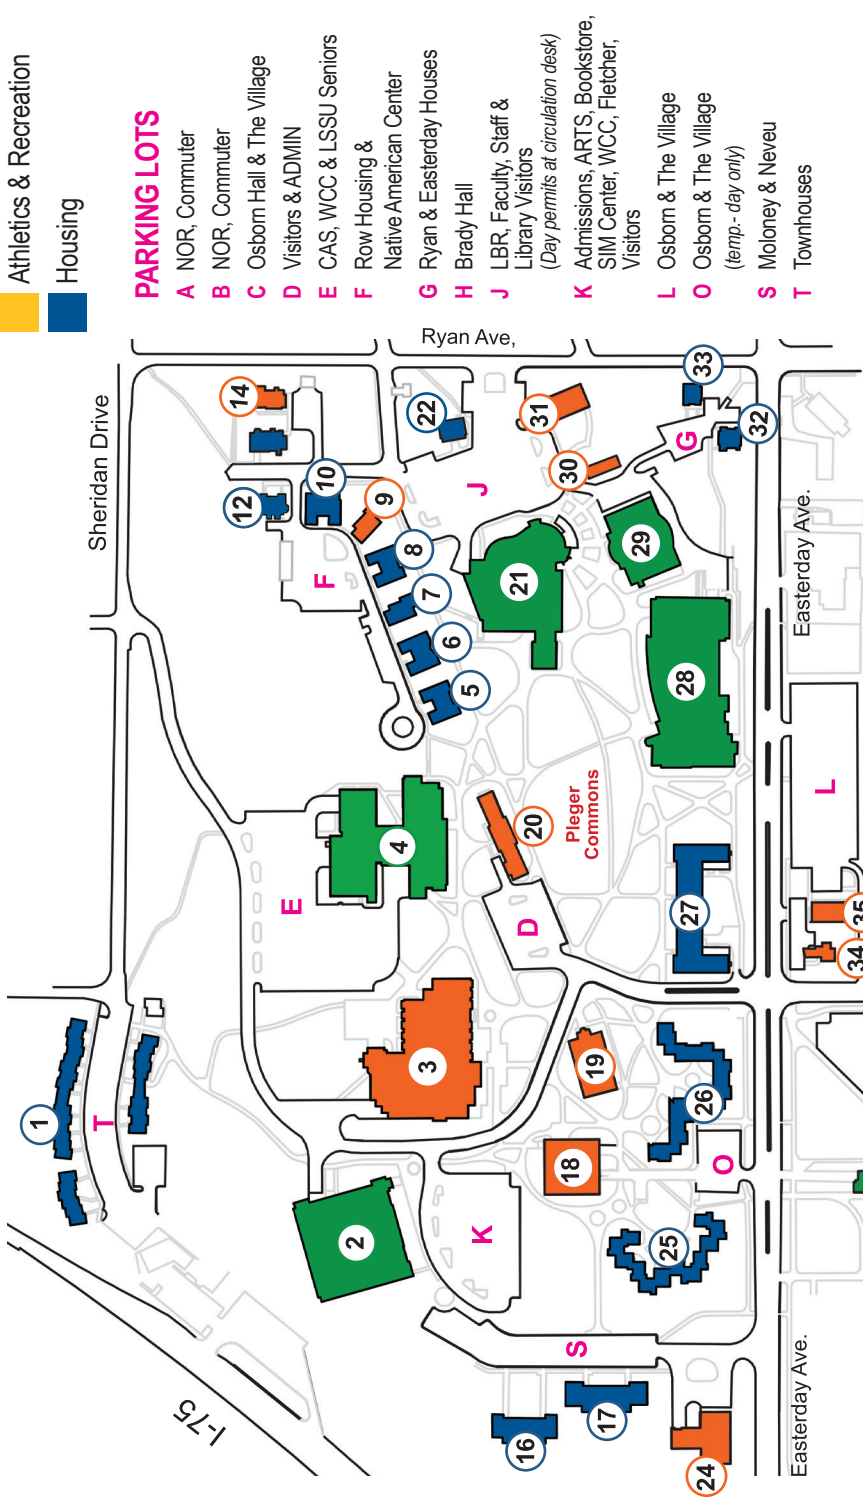 Athletics & Recreation
Housing
PARKING LOTS
A NOR, Commuter
B NOR, Commuter
C Osborn Hall & The Village
D Visitors & ADMIN
E CAS, WCC & LSSU Seniors
F Row Housing &
Native American Center
G Ryan & Easterday Houses
H Brady Hall
J LBR, Faculty, Staff &
Library Visitors
(Day permits at circulation desk)
K Admissions, ARTS, Bookstore,
SIM Center, WCC, Fletcher,
Visitors
L Osborn & The Village
O Osborn & The Village
(temp.- day only)
S Moloney & Neveu
T Townhouses
Sheridan Drive
Ryan Ave,
Easterday Ave.
Easterday Ave.
I-75
Pleger
Commons
1
T
2
3
4
E
F
12
14
10
9
8
7
6
5
22
J
31
30
G
33
32
21
29
28
20
D
27
L
35
34
19
18
26
O
25
K
S
16
17
24